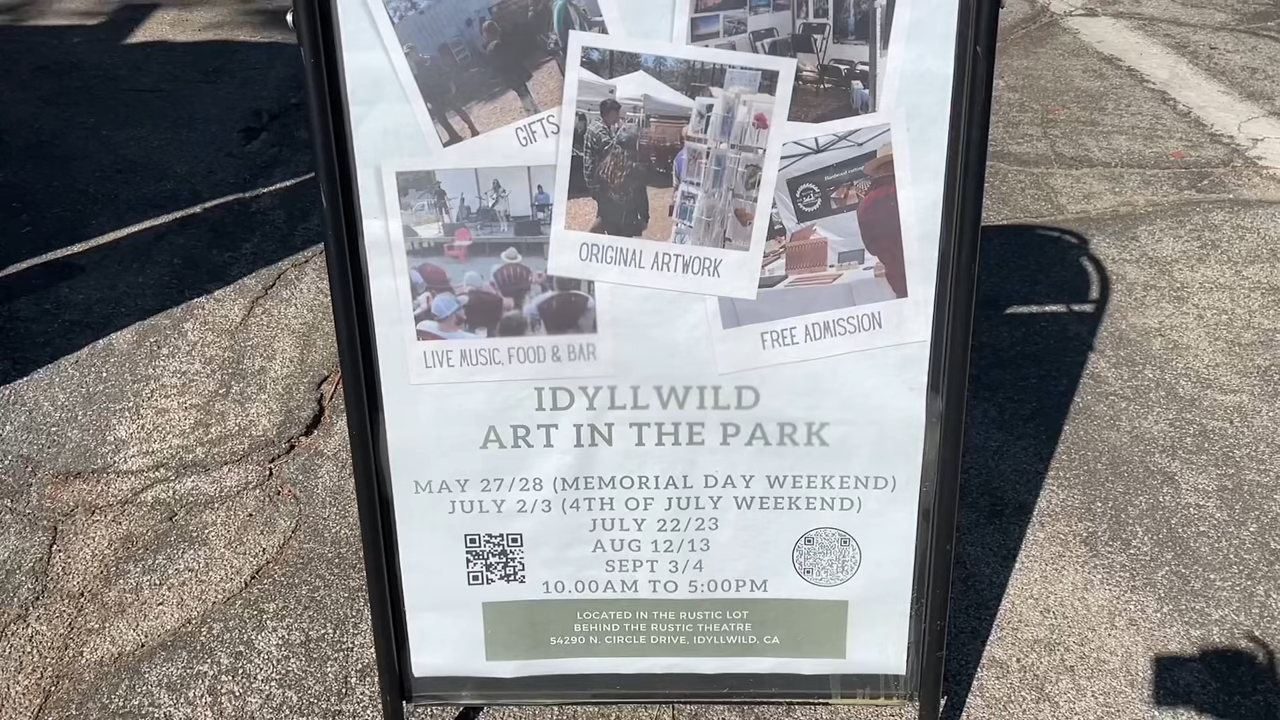 GIFTS
ORIGINAL ARTWORK
LIVE MUSIC, FOOD & BAR
FREE ADMISSION
IDYLLWILD
ART IN THE PARK
MAY 27/28 (MEMORIAL DAY WEEKEND)
JULY 2/3 (4TH OF JULY WEEKEND)
JULY 22/23
AUG 12/13
SEPT 3/4
10.00AM TO 5:00PM
LOCATED IN THE RUSTIC LOT
BEHIND THE RUSTIC THEATRE
54290 N. CIRCLE DRIVE, IDYLLWILD, CA